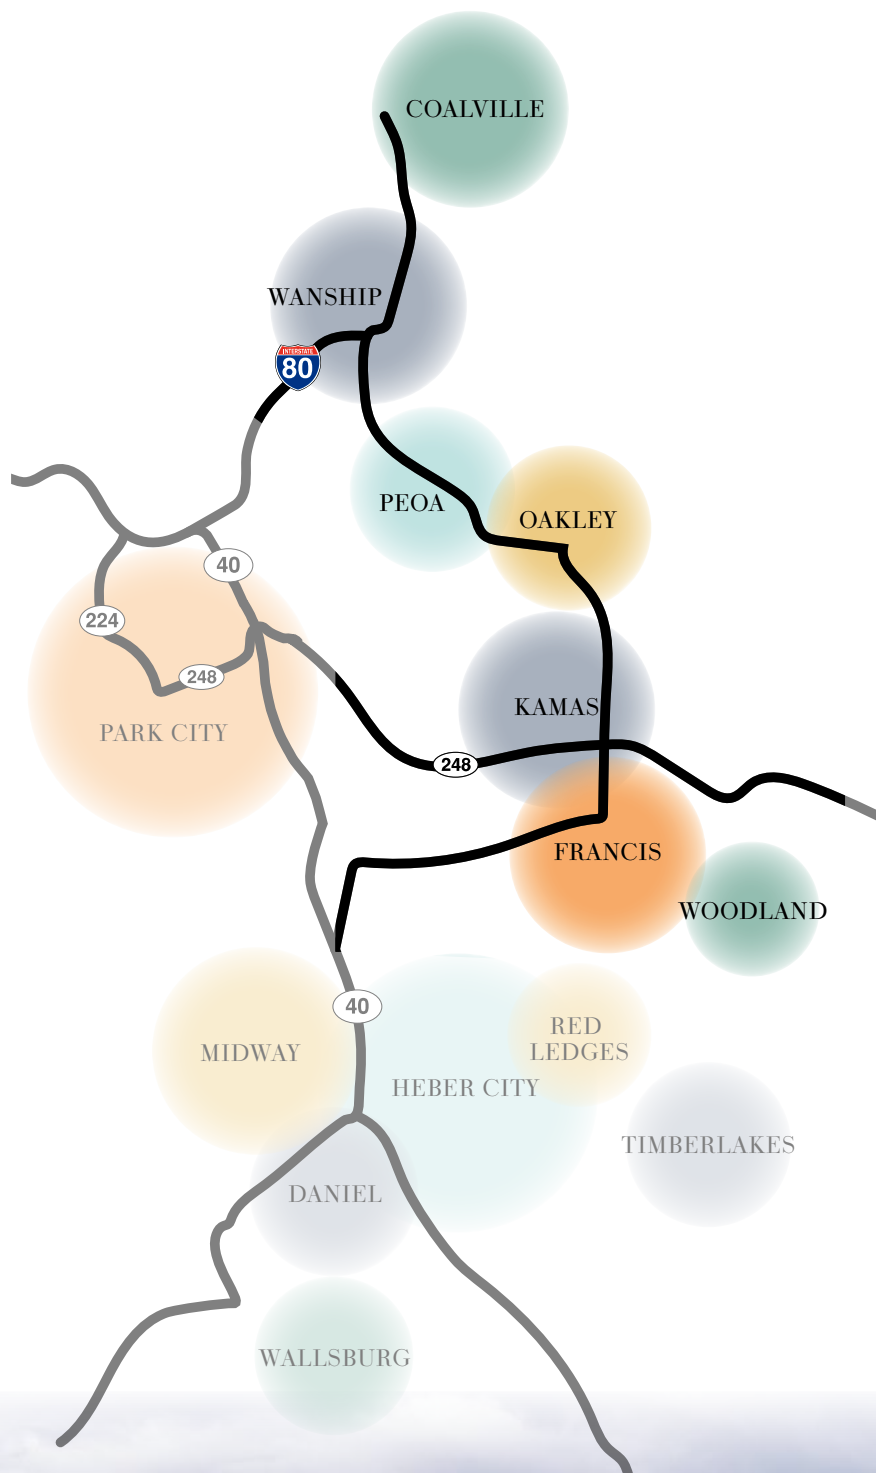 COALVILLE
WANSHIP
INTERSTATE
80
PEOA
OAKLEY
40
224
248
KAMAS
PARK CITY
248
FRANCIS
WOODLAND
40
RED
LEDGES
MIDWAY
HEBER CITY
TIMBERLAKES
DANIEL
WALLSBURG